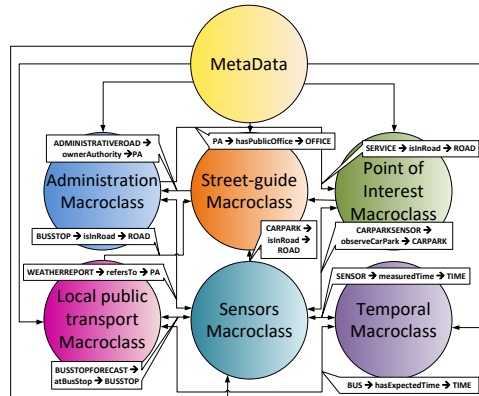 MetaData
ADMINISTRATIVEROAD →
ownerAuthority →PA
PA → hasPublicOffice → OFFICE
SERVICE → isInRoad → ROAD
Administration
Macroclass
Street-guide
Macroclass
Point of
Interest
Macroclass
BUSSTOP → isInRoad → ROAD
CARPARK →
isInRoad →
ROAD
CARPARKSENSOR →
observeCarPark → CARPARK
WEATHERREPORT → refersTo → PA
SENSOR → measuredTime → TIME
Local public
transport
Macroclass
Sensors
Macroclass
Temporal
Macroclass
BUSSTOPFORECAST →
atBusStop → BUSSTOP
BUS → hasExpectedTime → TIME